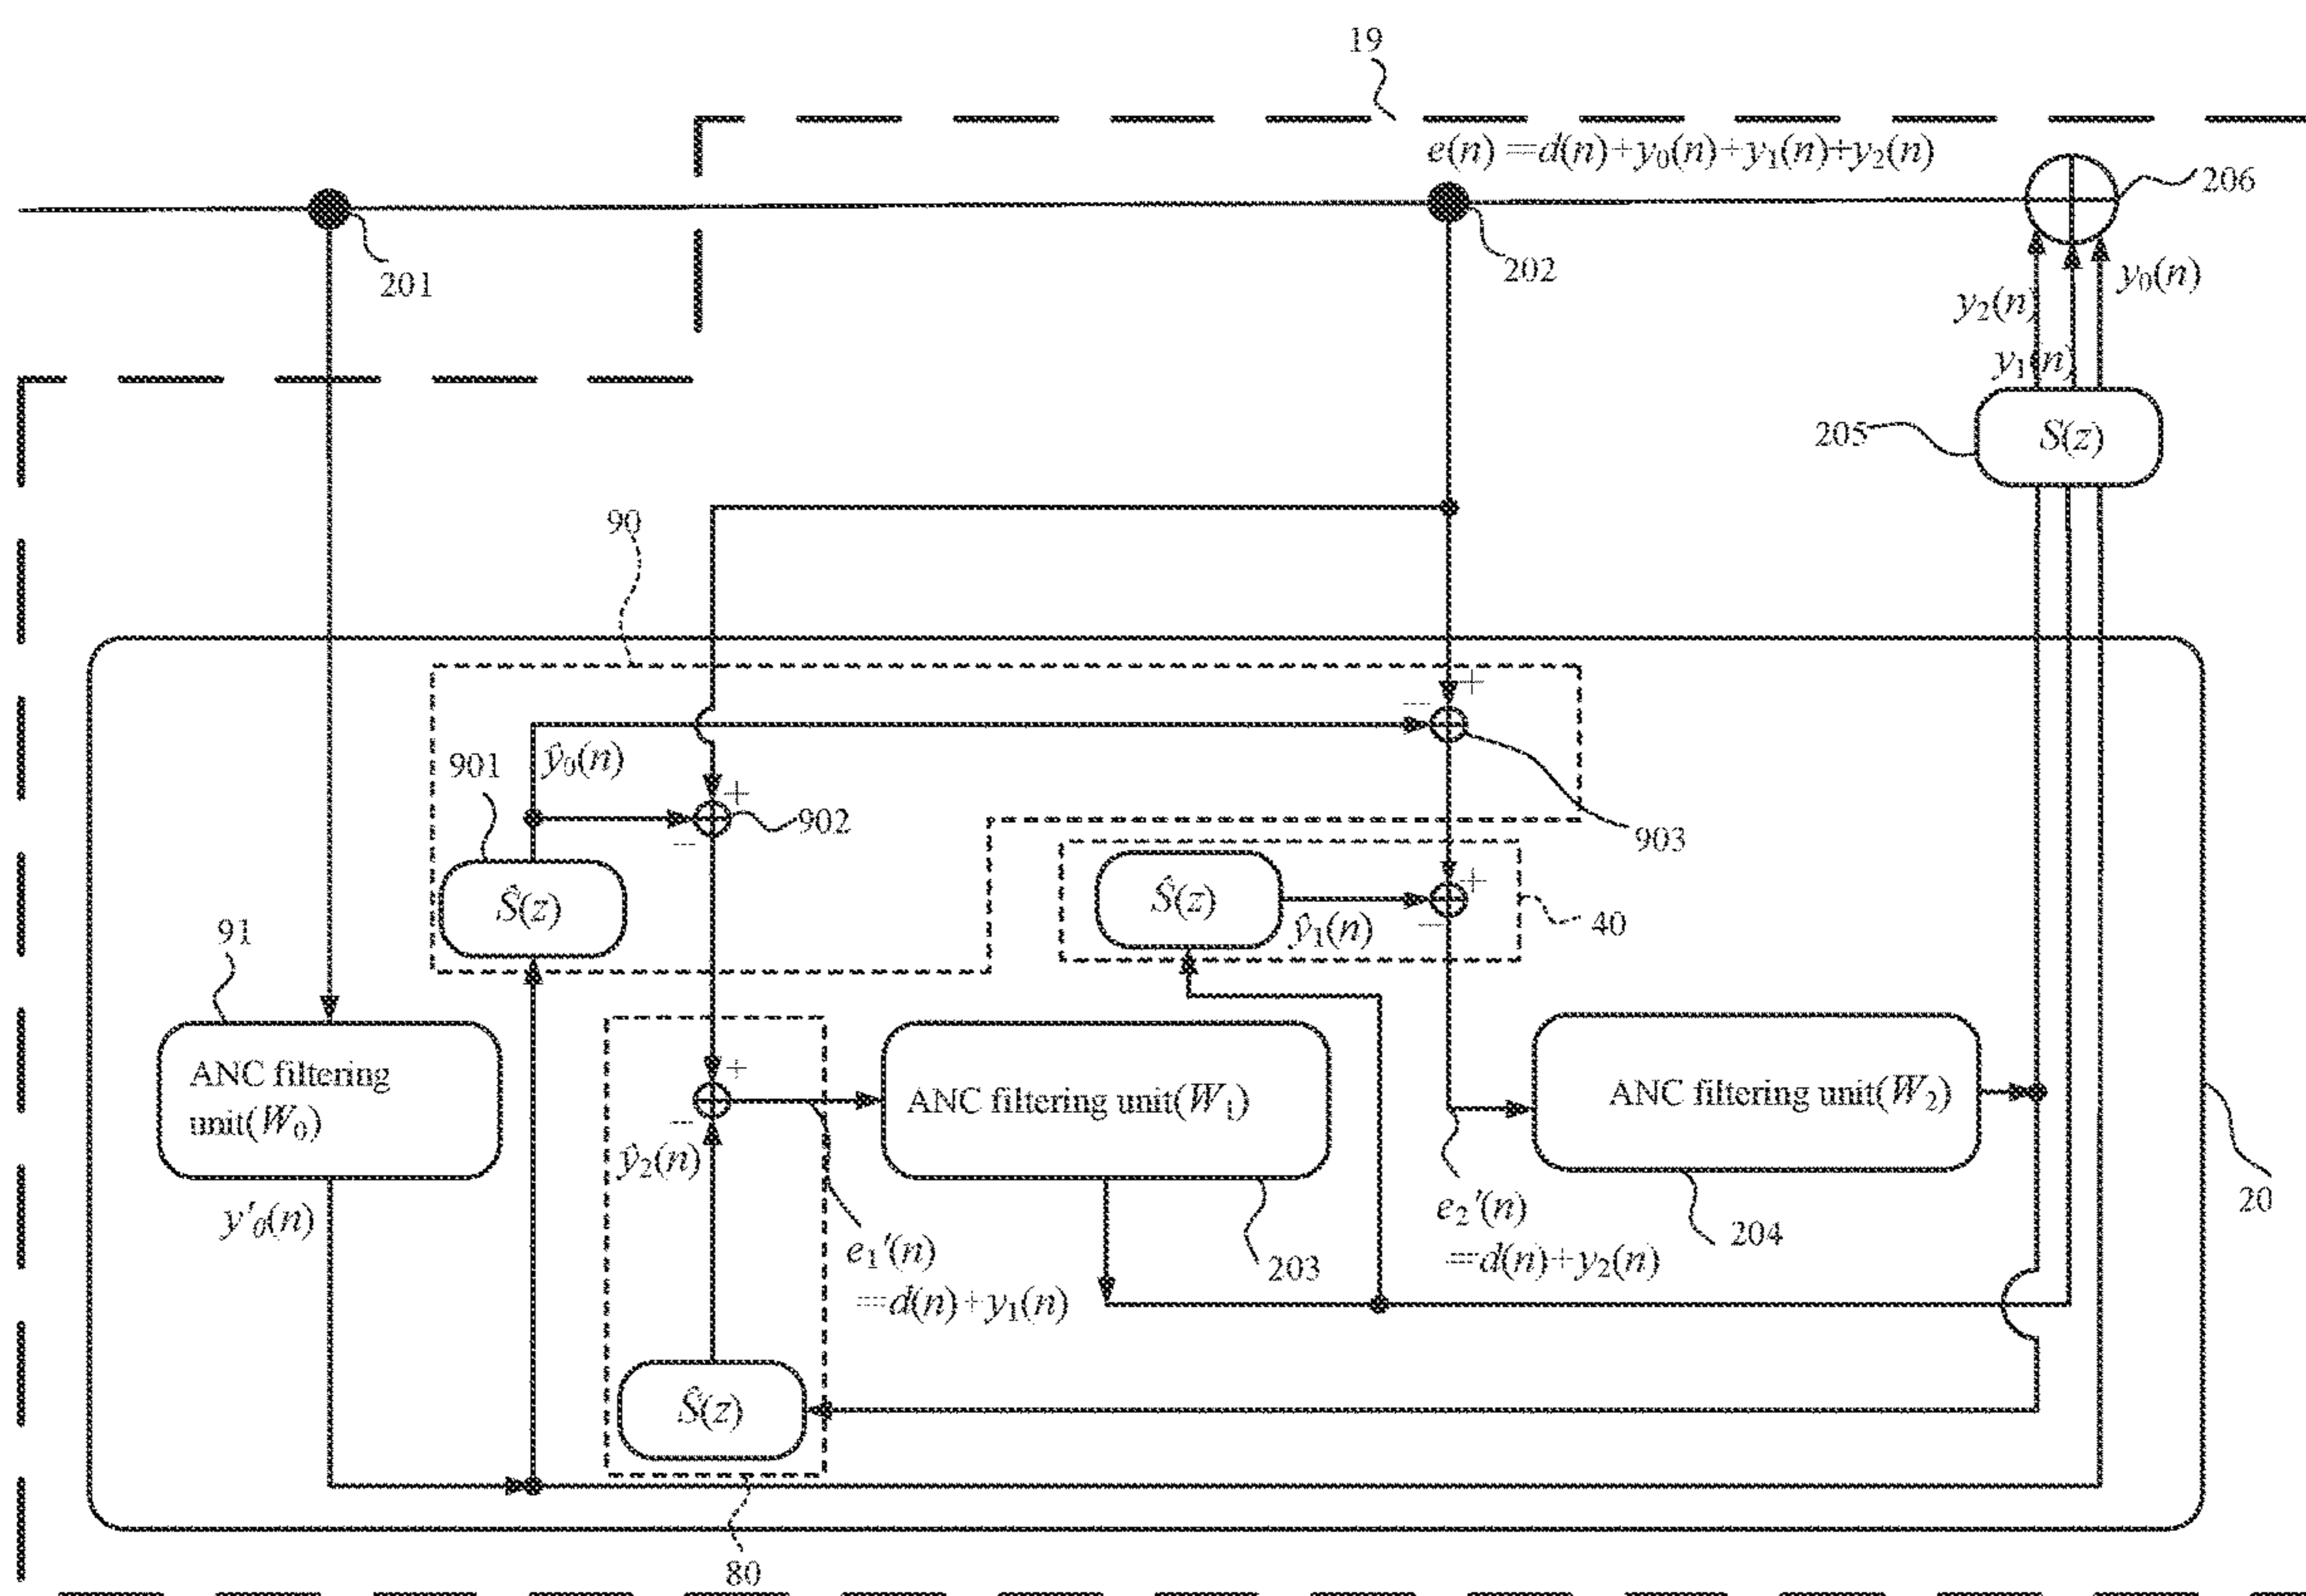 19
e(n) =d(n)+y₀(n)+y₁(n)+y₂(n)
206
201
202
y₀(n)
y₂(n)
y₁(n)
205
S(z)
90
+
−
901
ŷ₀(n)
+
902
−
903
Ŝ(z)
Ŝ(z)
+
−
ŷ₁(n)
40
91
ANC filtering
unit(W₀)
+
−
ANC filtering unit(W₁)
ANC filtering unit(W₂)
ŷ₂(n)
y'₀(n)
e₁'(n)
=d(n)+y₁(n)
203
e₂'(n)
=d(n)+y₂(n)
204
20
Ŝ(z)
80